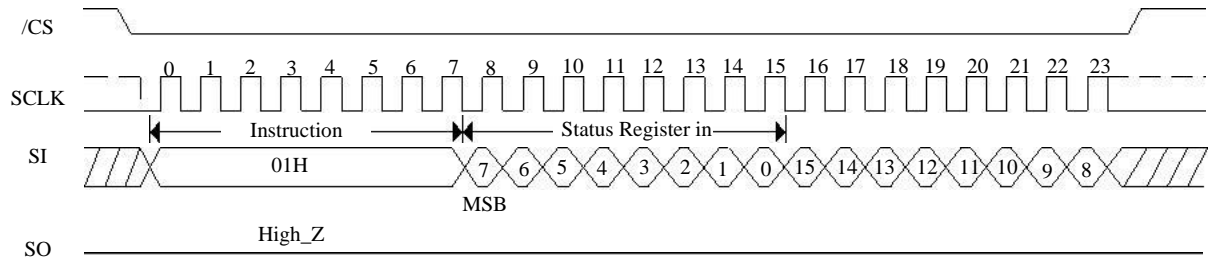 /CS
0 1 2 3 4 5 6 7 8 9 10 11 12 13 14 15 16 17 18 19 20 21 22 23
SCLK
Instruction Status Register in
SI 01H 7 6 5 4 3 2 1 0 15 14 13 12 11 10 9 8
MSB
High_Z
SO